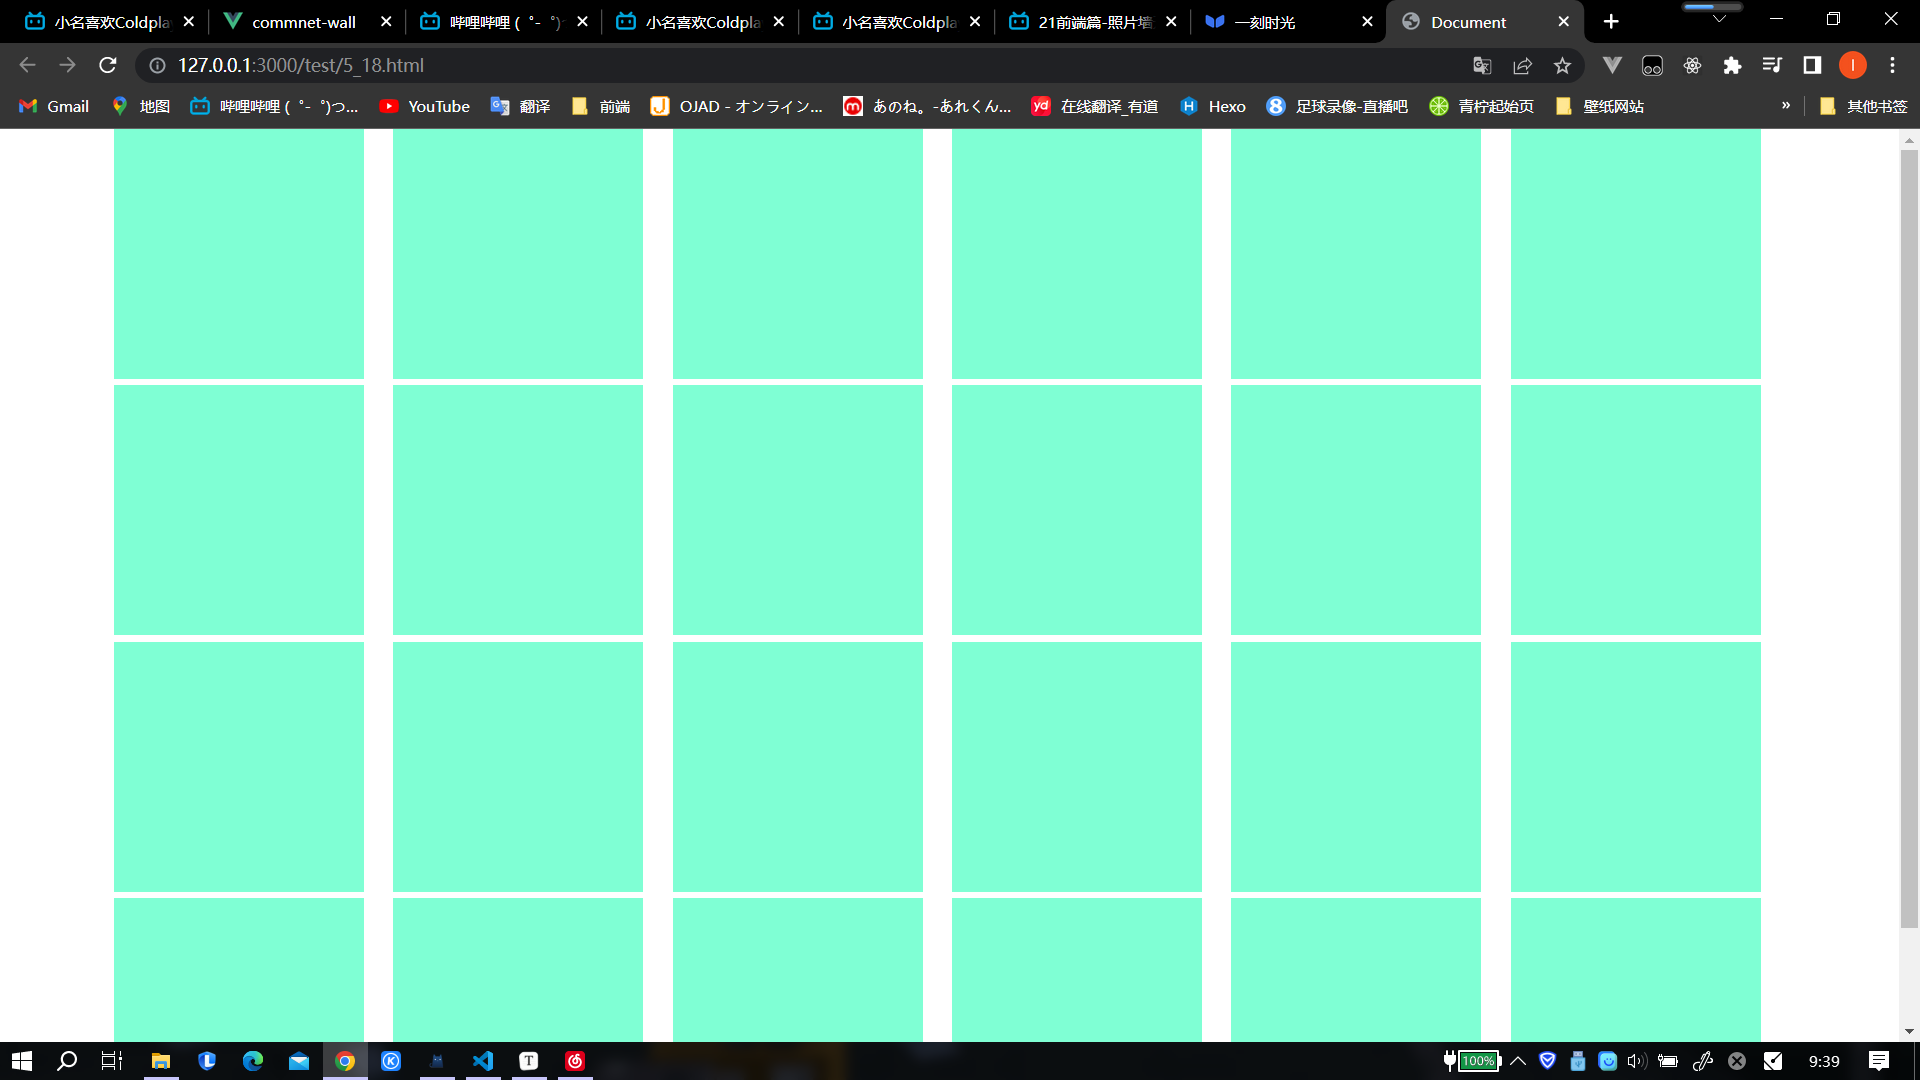 小名喜欢Coldpla
commnet-wall
哔哩哔哩 (゜-゜)つ
小名喜欢Coldpla
小名喜欢Coldpla
21前端篇-照片墙
一刻时光
Document
127.0.0.1:3000/test/5_18.html
I
Gmail
地图
哔哩哔哩 (゜-゜)つ...
YouTube
翻译
前端
OJAD - オンライン...
あのね。-あれくん...
yd
在线翻译_有道
Hexo
足球录像-直播吧
青柠起始页
壁纸网站
»
其他书签
100%
9:39